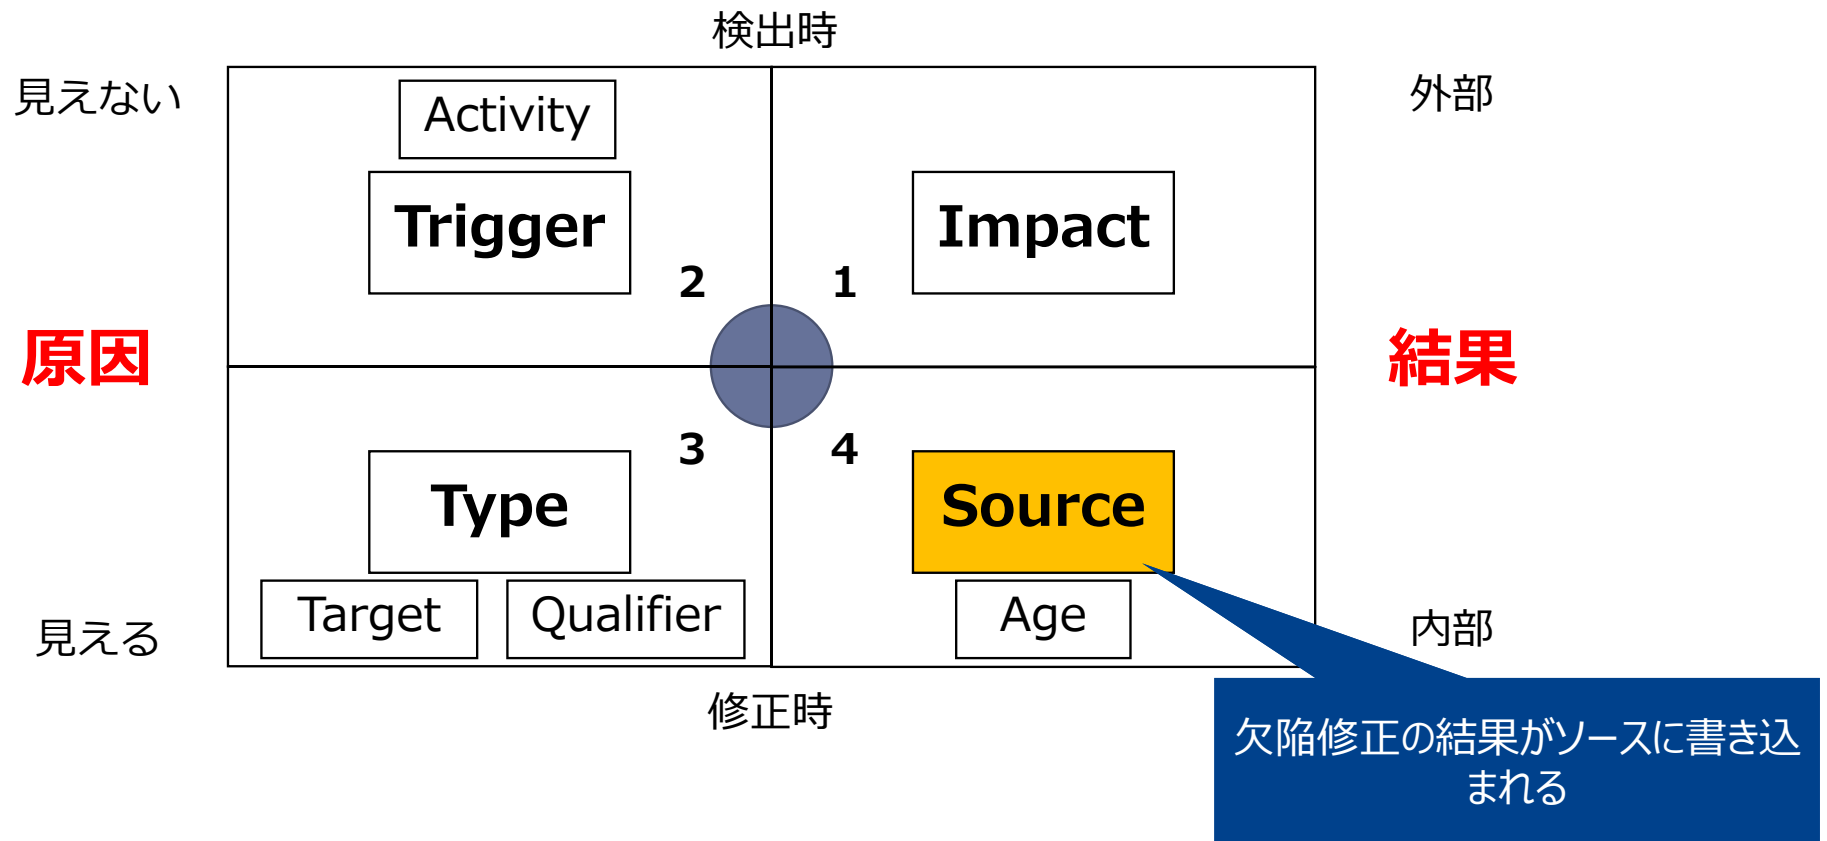 検出時
見えない
外部
Activity
Trigger
Impact
2
1
原因
結果
3
4
Type
Source
Target
Qualifier
Age
見える
内部
修正時
欠陥修正の結果がソースに書き込
まれる